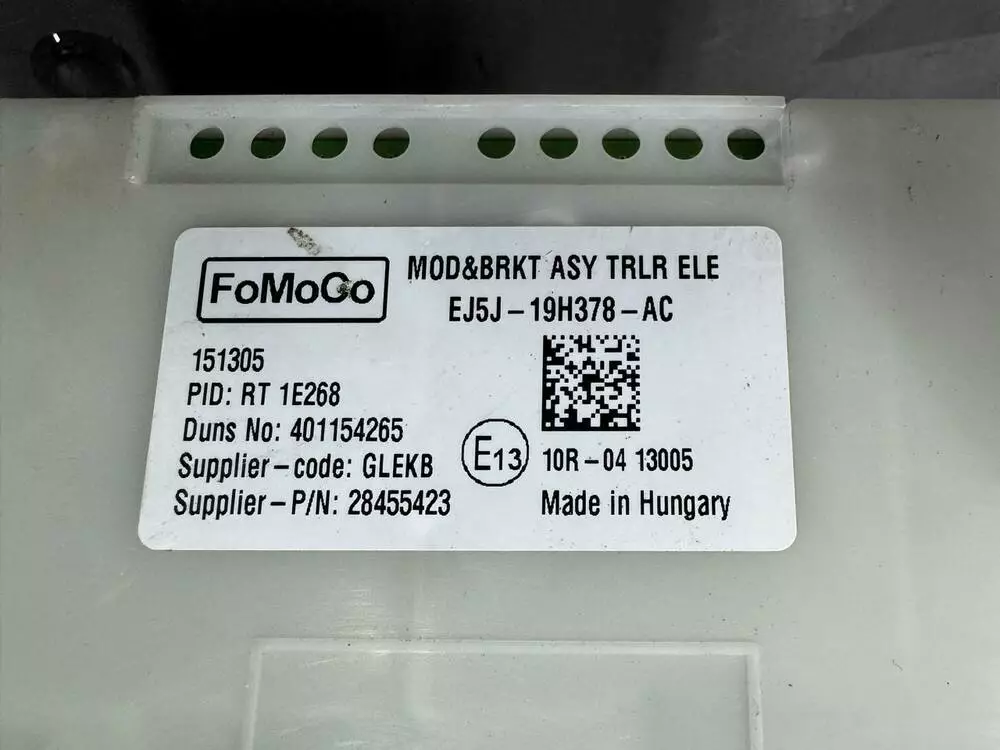 FoMoCo
MOD&BRKT ASY TRLR ELE
EJ5J-19H378-AC
151305
PID: RT 1E268
Duns No: 401154265
Supplier-code: GLEKB
Supplier-P/N: 28455423
E13
10R-04 13005
Made in Hungary